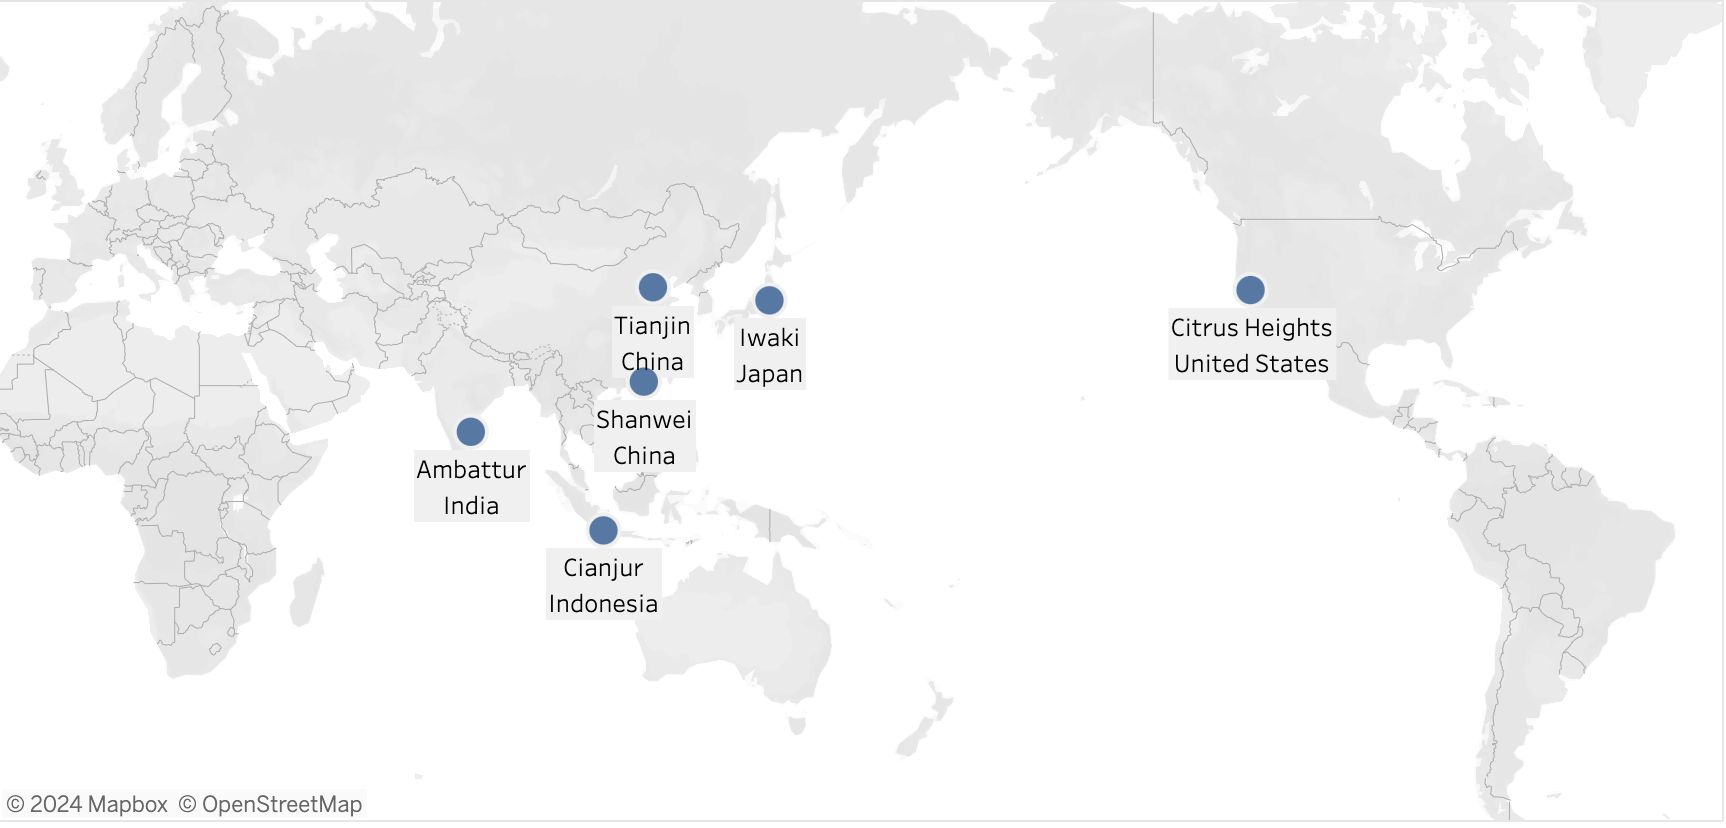 Tianjin
China
Iwaki
Japan
Citrus Heights
United States
Shanwei
China
Ambattur
India
Cianjur
Indonesia
© 2024 Mapbox © OpenStreetMap